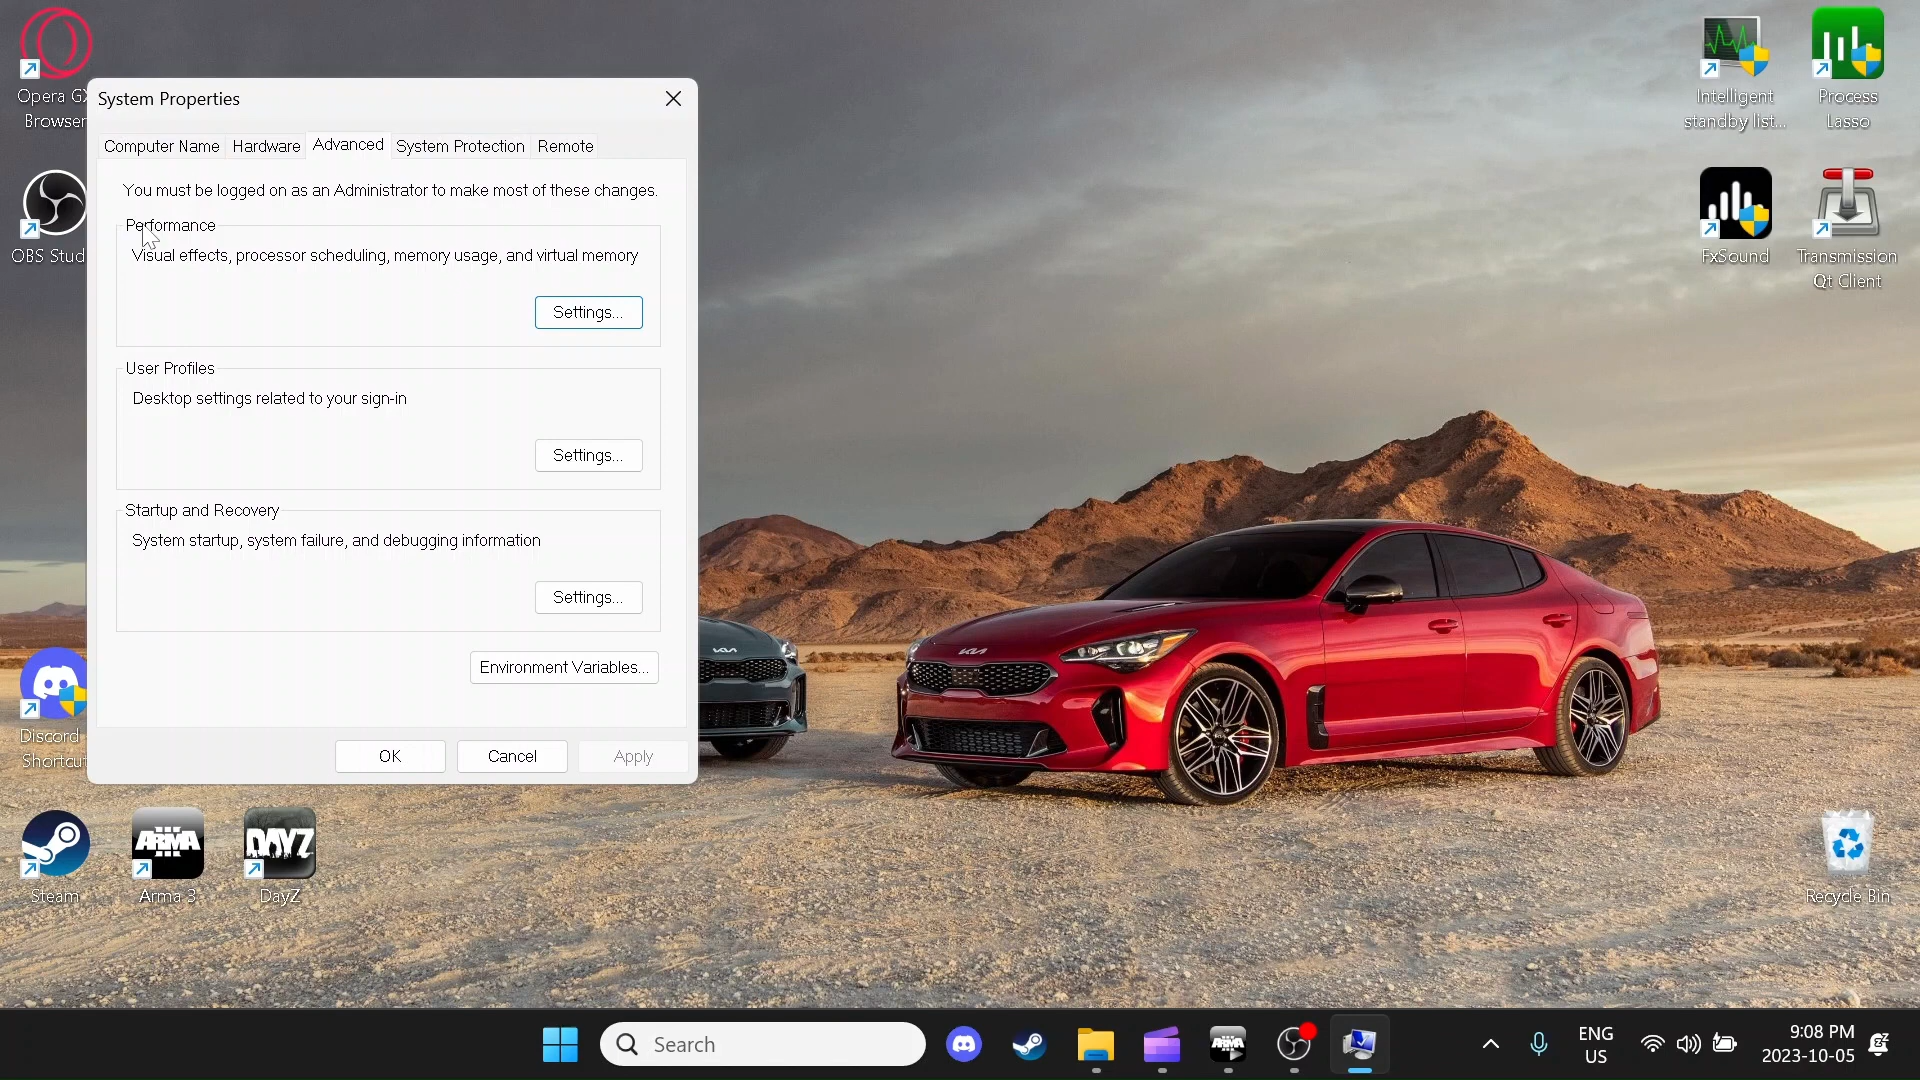 Opera GX
Browser
OBS Stud
Discord
Shortcut
Steam
Arma 3
DayZ
ARMA
DAYZ
System Properties
Computer Name
Hardware
Advanced
System Protection
Remote
You must be logged on as an Administrator to make most of these changes.
Performance
Visual effects, processor scheduling, memory usage, and virtual memory
Settings...
User Profiles
Desktop settings related to your sign-in
Settings...
Startup and Recovery
System startup, system failure, and debugging information
Settings...
Environment Variables...
OK
Cancel
Apply
Intelligent
standby list...
Process
Lasso
FxSound
Transmission
Qt Client
Recycle Bin
Search
ARMA
ENG
US
9:08 PM
2023-10-05